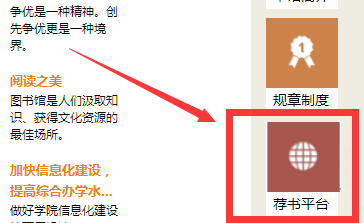 争优是一种精神。创
先争优更是一种境
界。
阅读之美
图书馆是人们汲取知
识、获得文化资源的
最佳场所。
加快信息化建设，
提高综合办学水...
做好学院信息化建设
1
规章制度
荐书平台